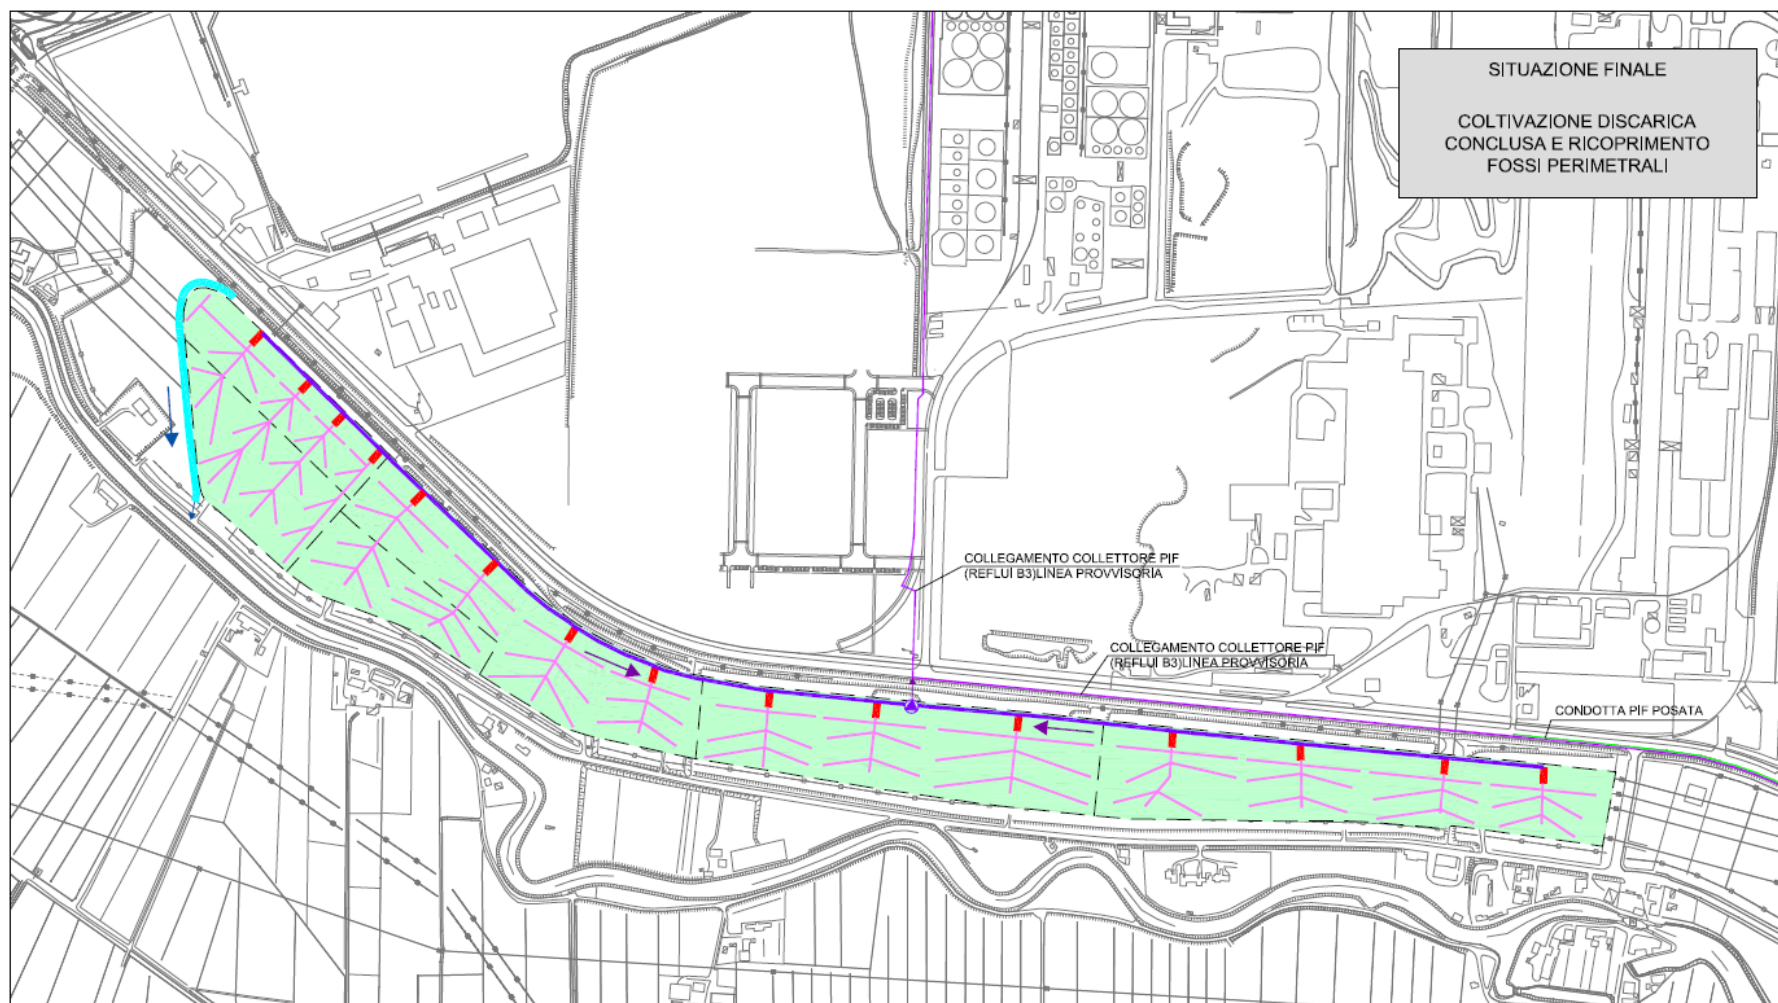 SITUAZIONE FINALE
COLTIVAZIONE DISCARICA
CONCLUSA E RICOPRIMENTO
FOSSI PERIMETRALI
COLLEGAMENTO COLLETTORE PIF
(REFLUI B3)LINEA PROVVISORIA
COLLEGAMENTO COLLETTORE PIF
(REFLUI B3)LINEA PROVVISORIA
CONDOTTA PIF POSATA